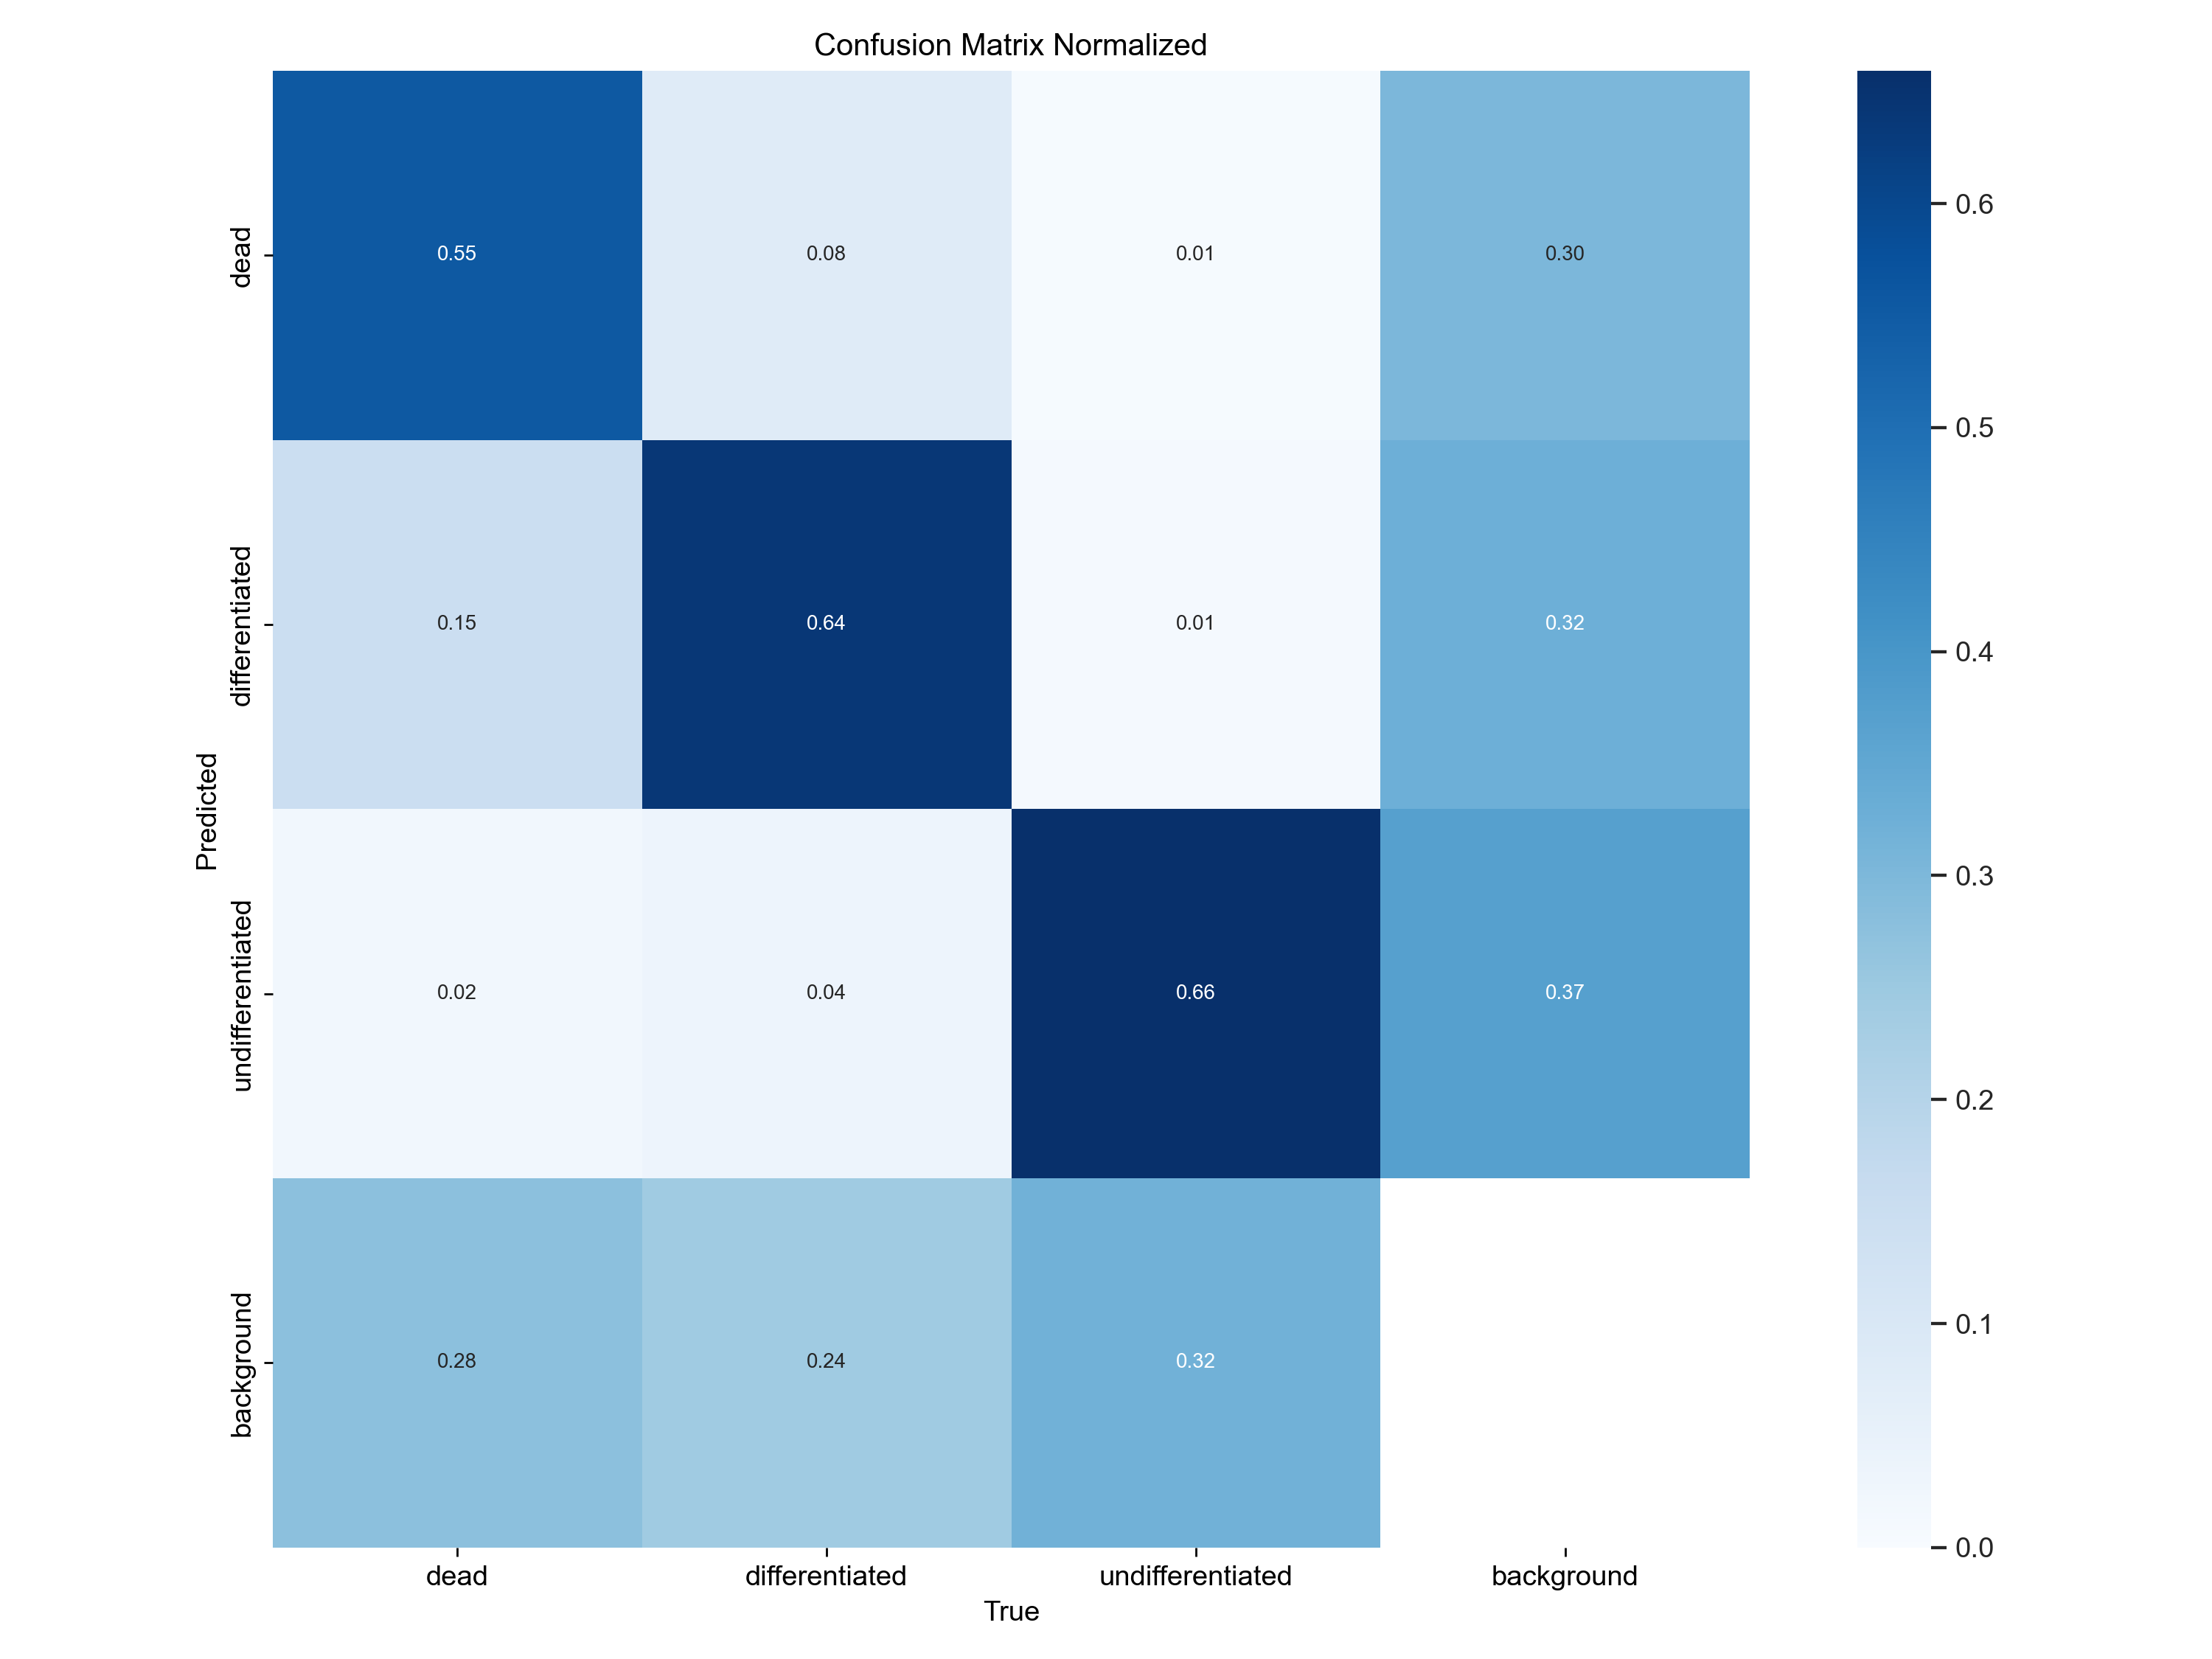 Confusion Matrix Normalized
dead
0.55
0.08
0.01
0.30
differentiated
0.15
0.64
0.01
0.32
undifferentiated
0.02
0.04
0.66
0.37
background
0.28
0.24
0.32
Predicted
dead
differentiated
undifferentiated
background
True
0.6
0.5
0.4
0.3
0.2
0.1
0.0